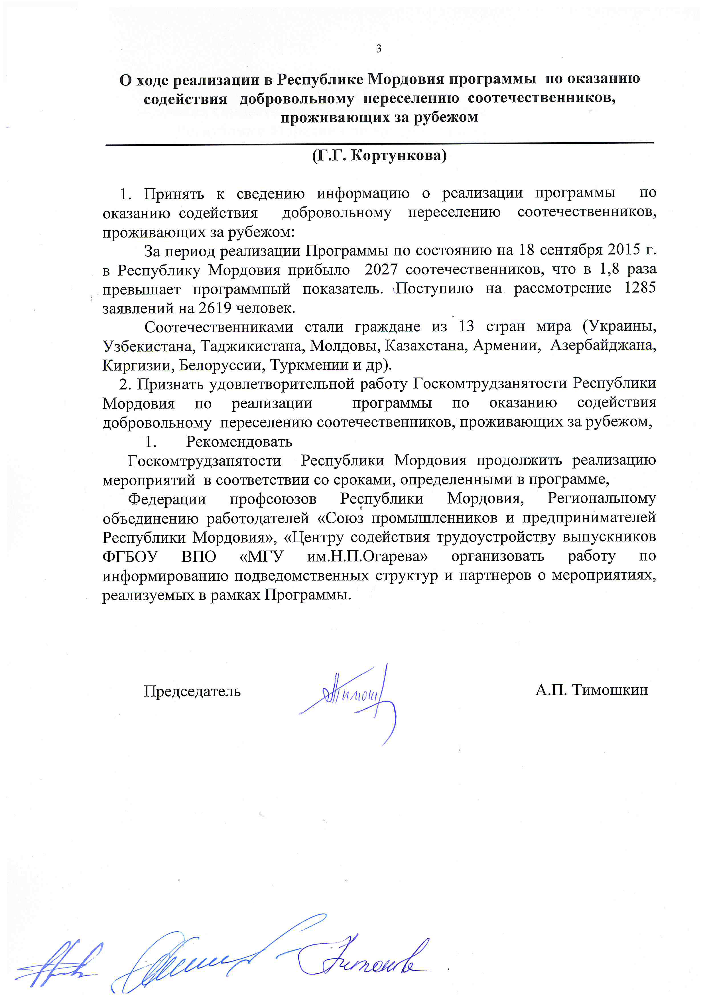 3
О ходе реализации в Республике Мордовия программы по оказанию
содействия добровольному переселению соотечественников,
проживающих за рубежом
(Г.Г. Кортункова)
1. Принять к сведению информацию о реализации программы по
оказанию содействия добровольному переселению соотечественников,
проживающих за рубежом:
За период реализации Программы по состоянию на 18 сентября 2015 г.
в Республику Мордовия прибыло 2027 соотечественников, что в 1,8 раза
превышает программный показатель. Поступило на рассмотрение 1285
заявлений на 2619 человек.
Соотечественниками стали граждане из 13 стран мира (Украины,
Узбекистана, Таджикистана, Молдовы, Казахстана, Армении, Азербайджана,
Киргизии, Белоруссии, Туркмении и др).
2. Признать удовлетворительной работу Госкомтрудзанятости Республики
Мордовия по реализации программы по оказанию содействия
добровольному переселению соотечественников, проживающих за рубежом,
1. Рекомендовать
Госкомтрудзанятости Республики Мордовия продолжить реализацию
мероприятий в соответствии со сроками, определенными в программе,
Федерации профсоюзов Республики Мордовия, Региональному
объединению работодателей «Союз промышленников и предпринимателей
Республики Мордовия», «Центру содействия трудоустройству выпускников
ФГБОУ ВПО «МГУ им.Н.П.Огарева» организовать работу по
информированию подведомственных структур и партнеров о мероприятиях,
реализуемых в рамках Программы.
Председатель А.П. Тимошкин